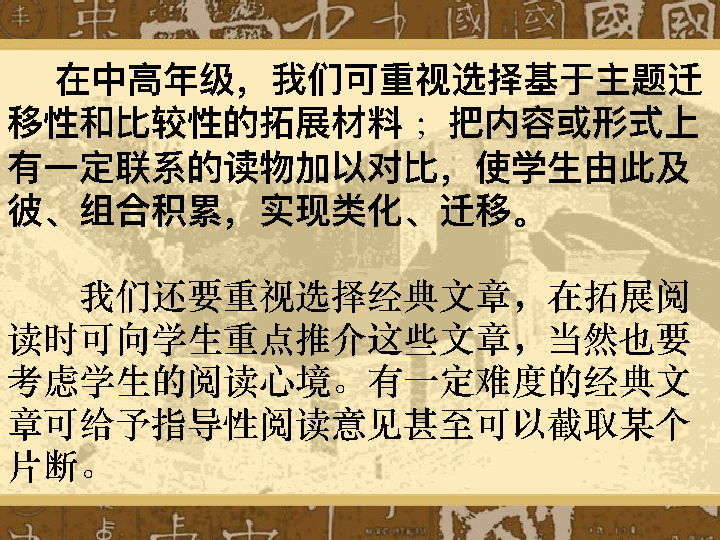 在中高年级，我们可重视选择基于主题迁
移性和比较性的拓展材料；把内容或形式上
有一定联系的读物加以对比，使学生由此及
彼、组合积累，实现类化、迁移。
我们还要重视选择经典文章，在拓展阅
读时可向学生重点推介这些文章，当然也要
考虑学生的阅读心境。有一定难度的经典文
章可给予指导性阅读意见甚至可以截取某个
片断。